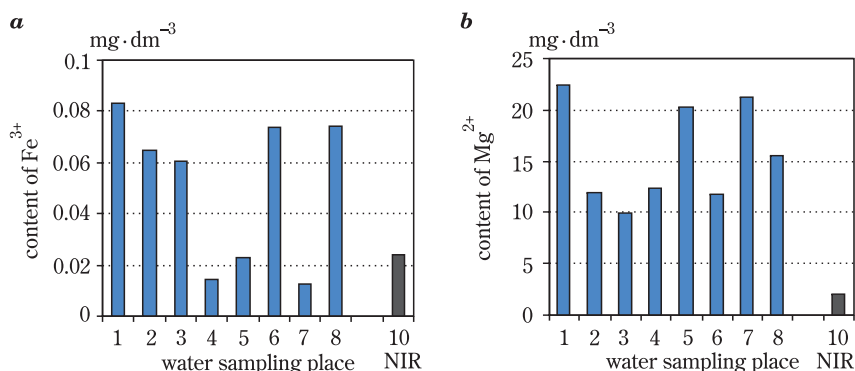 a
mg·dm⁻³
content of Fe³⁺
0.1
0.08
0.06
0.04
0.02
0
1 2 3 4 5 6 7 8 10
water sampling place NIR
b
mg·dm⁻³
content of Mg²⁺
25
20
15
10
5
0
1 2 3 4 5 6 7 8 10
water sampling place NIR